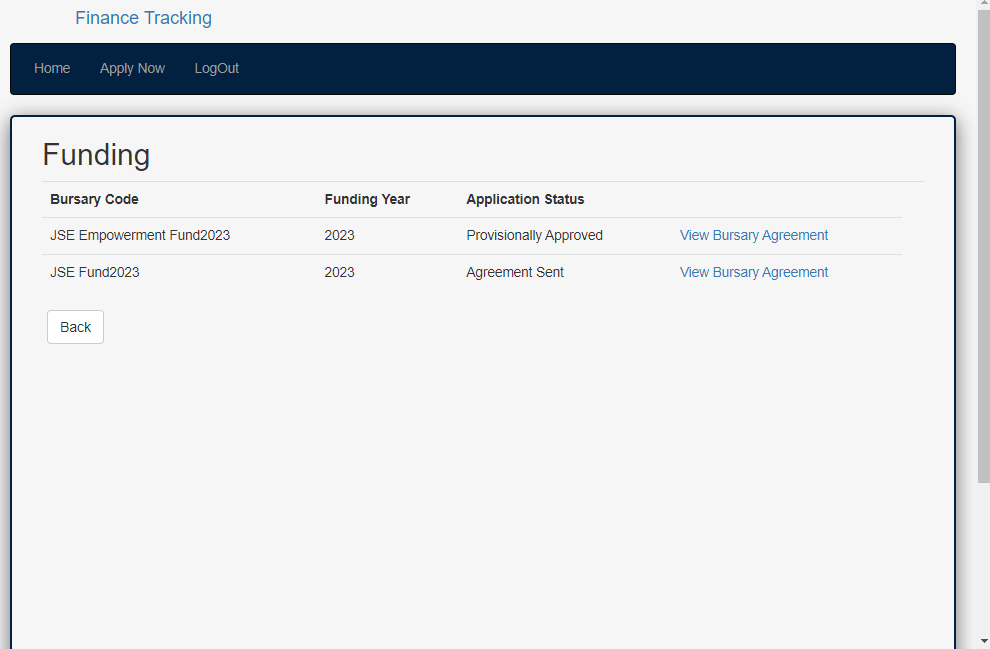 Finance Tracking
Home Apply Now LogOut
Funding
Bursary Code Funding Year Application Status
JSE Empowerment Fund2023 2023 Provisionally Approved View Bursary Agreement
JSE Fund2023 2023 Agreement Sent View Bursary Agreement
Back